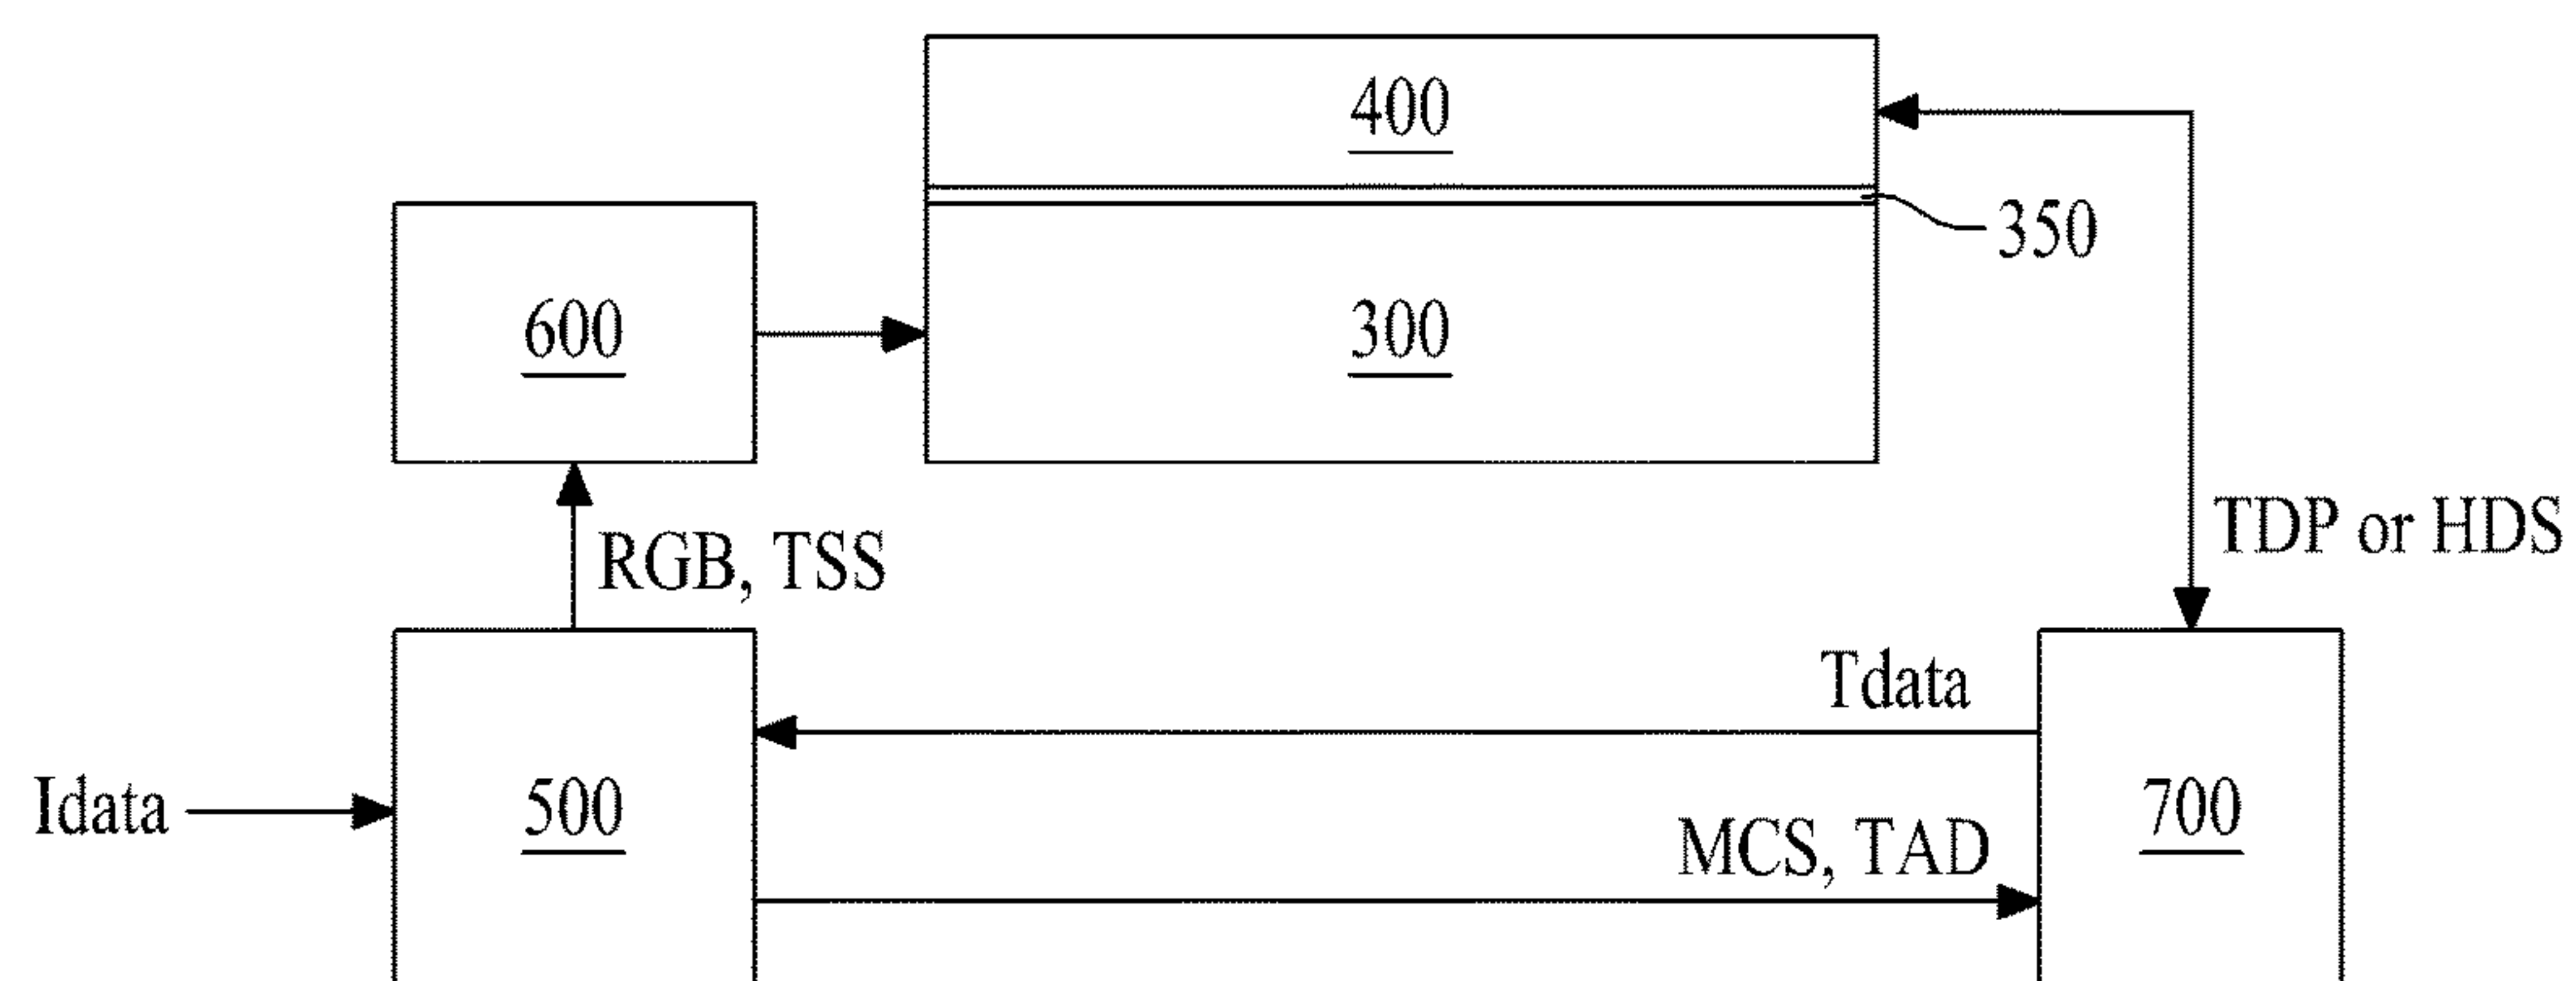 400
350
600
300
TDP or HDS
RGB, TSS
Tdata
Idata
500
MCS, TAD
700